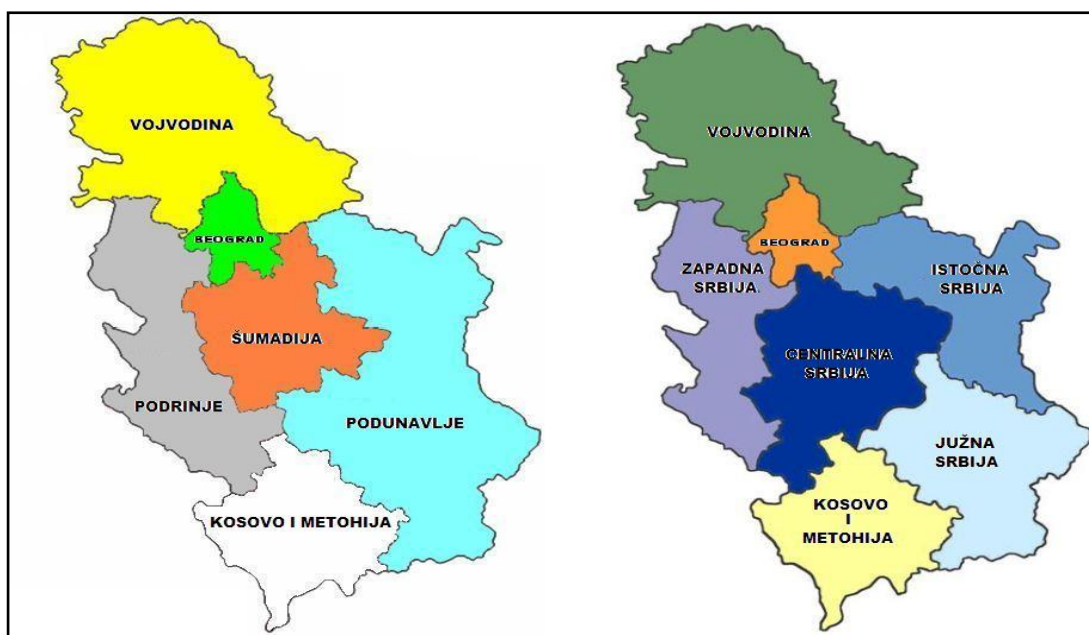 VOJVODINA
BEOGRAD
ŠUMADIJA
PODRINJE
PODUNAVLJE
KOSOVO I METOHIJA
VOJVODINA
BEOGRAD
ZAPADNA
SRBIJA.
ISTOČNA
SRBIJA
CENTRALNA
SRBIJA
JUŽNA
SRBIJA
KOSOVO
I
METOHIJA